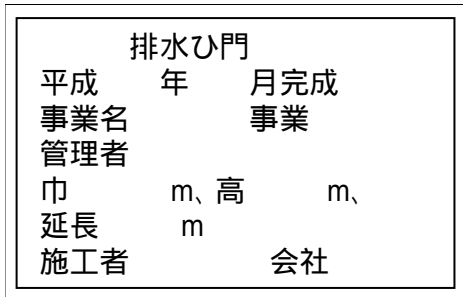 排水ひ門
平成　　年　　月完成
事業名　　　　事業
管理者
巾　　　　m、高　　　m、
延長　　　m
施工者　　　　　会社